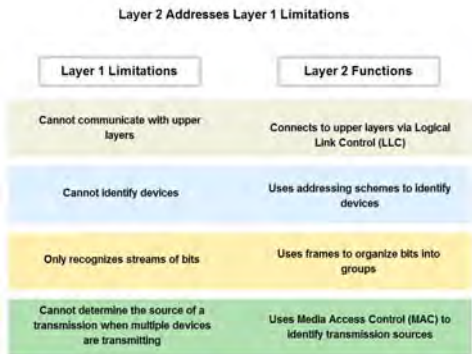 Layer 2 Addresses Layer 1 Limitations
Layer 1 Limitations
Layer 2 Functions
Cannot communicate with upper
layers
Connects to upper layers via Logical
Link Control (LLC)
Cannot identify devices
Uses addressing schemes to identify
devices
Only recognizes streams of bits
Uses frames to organize bits into
groups
Cannot determine the source of a
transmission when multiple devices
are transmitting
Uses Media Access Control (MAC) to
identify transmission sources